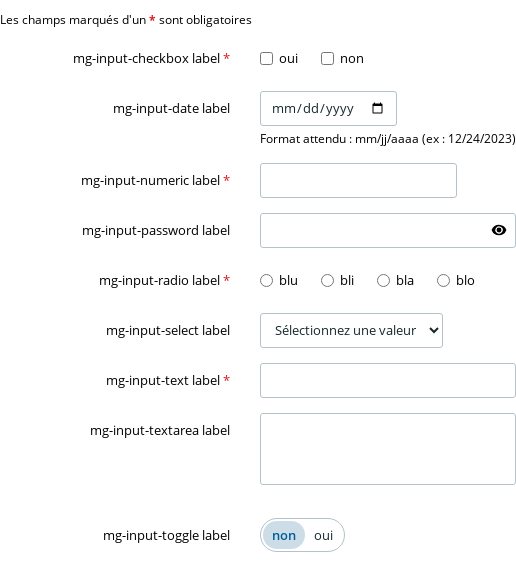 Les champs marqués d'un * sont obligatoires
mg-input-checkbox label * oui non
mg-input-date label mm/dd/yyyy
Format attendu : mm/jj/aaaa (ex : 12/24/2023)
mg-input-numeric label *
mg-input-password label
mg-input-radio label * blu bli bla blo
mg-input-select label Sélectionnez une valeur
mg-input-text label *
mg-input-textarea label
mg-input-toggle label non oui